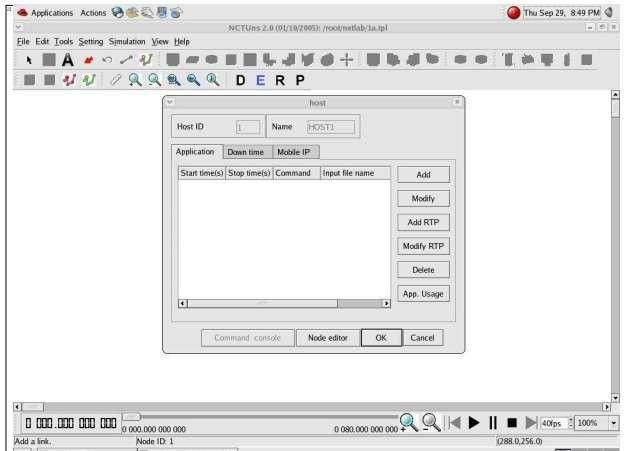 Applications Actions Thu Sep 29, 8:49 PM
NCTUns 2.0 (01/10/2005): /root/netlab/1a.tpl
File Edit Tools Setting Simulation View Help
A
D E R P
host
Host ID 1 Name HOST1
Application Down time Mobile IP
Start time(s) Stop time(s) Command Input file name
Add
Modify
Add RTP
Modify RTP
Delete
App. Usage
Command console Node editor OK Cancel
0 000.000 000 000
0 000.000 000 000 0 080.000 000 000
40fps 100%
Add a link. Node ID: 1 (288.0,256.0)